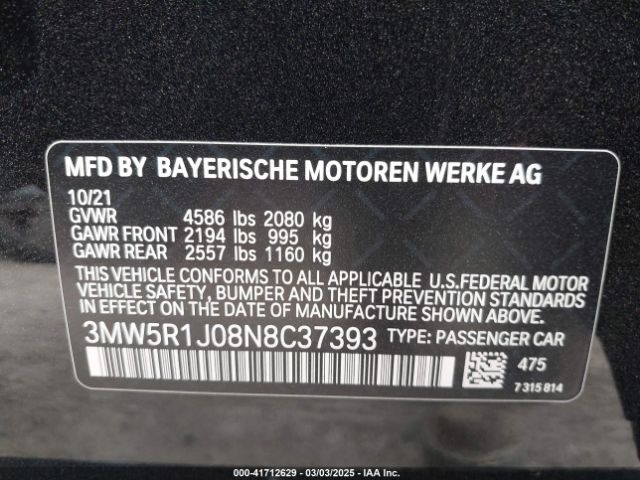 MFD BY BAYERISCHE MOTOREN WERKE AG
10/21
GVWR 4586 lbs 2080 kg
GAWR FRONT 2194 lbs 995 kg
GAWR REAR 2557 lbs 1160 kg
THIS VEHICLE CONFORMS TO ALL APPLICABLE U.S.FEDERAL MOTOR
VEHICLE SAFETY, BUMPER AND THEFT PREVENTION STANDARDS
IN EFFECT ON THE DATE OF MANUFACTURE SHOWN ABOVE.
3MW5R1J08N8C37393 TYPE: PASSENGER CAR
475
7315814
000-41712629 - 03/03/2025 - IAA Inc.